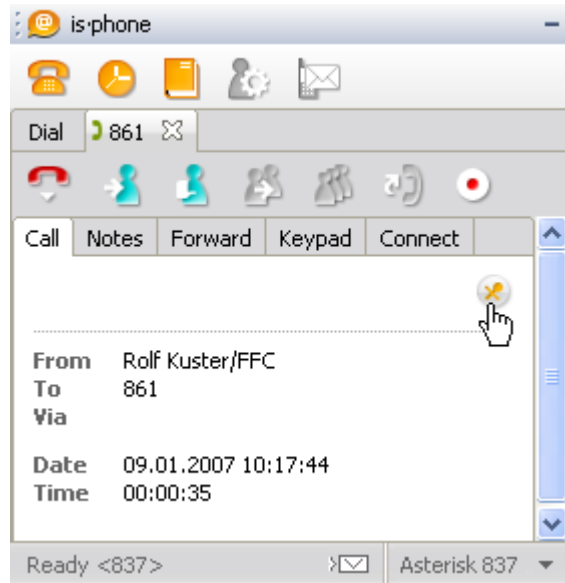 is·phone
Dial 861
Call Notes Forward Keypad Connect
From Rolf Kuster/FFC
To 861
Via
Date 09.01.2007 10:17:44
Time 00:00:35
Ready <837> Asterisk 837